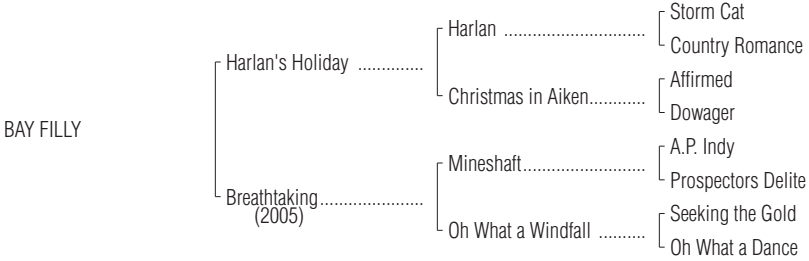 Storm Cat
Harlan ..............................
Country Romance
Harlan's Holiday ..............
Affirmed
Christmas in Aiken............
Dowager
BAY FILLY
A.P. Indy
Mineshaft..........................
Prospectors Delite
Breathtaking......................
(2005)
Seeking the Gold
Oh What a Windfall ..........
Oh What a Dance